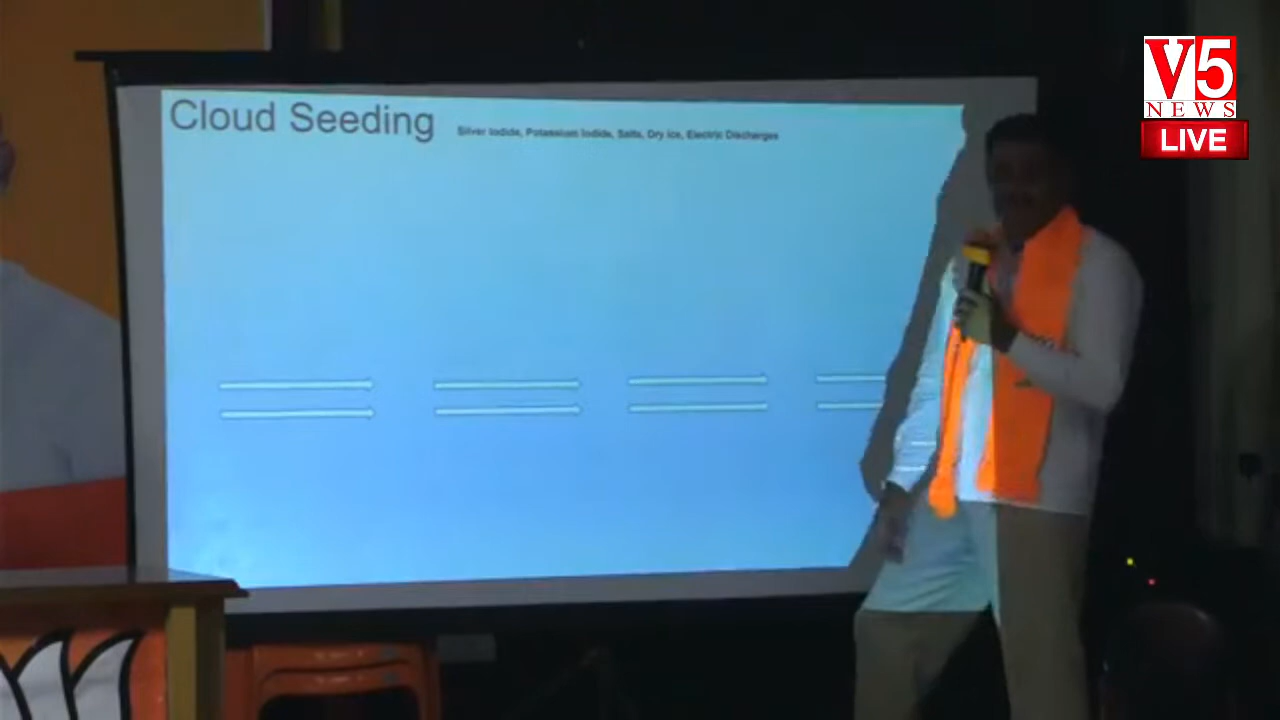 Cloud Seeding
Silver Iodide, Potassium Iodide, Salts, Dry Ice, Electric Discharges
V5
NEWS
LIVE